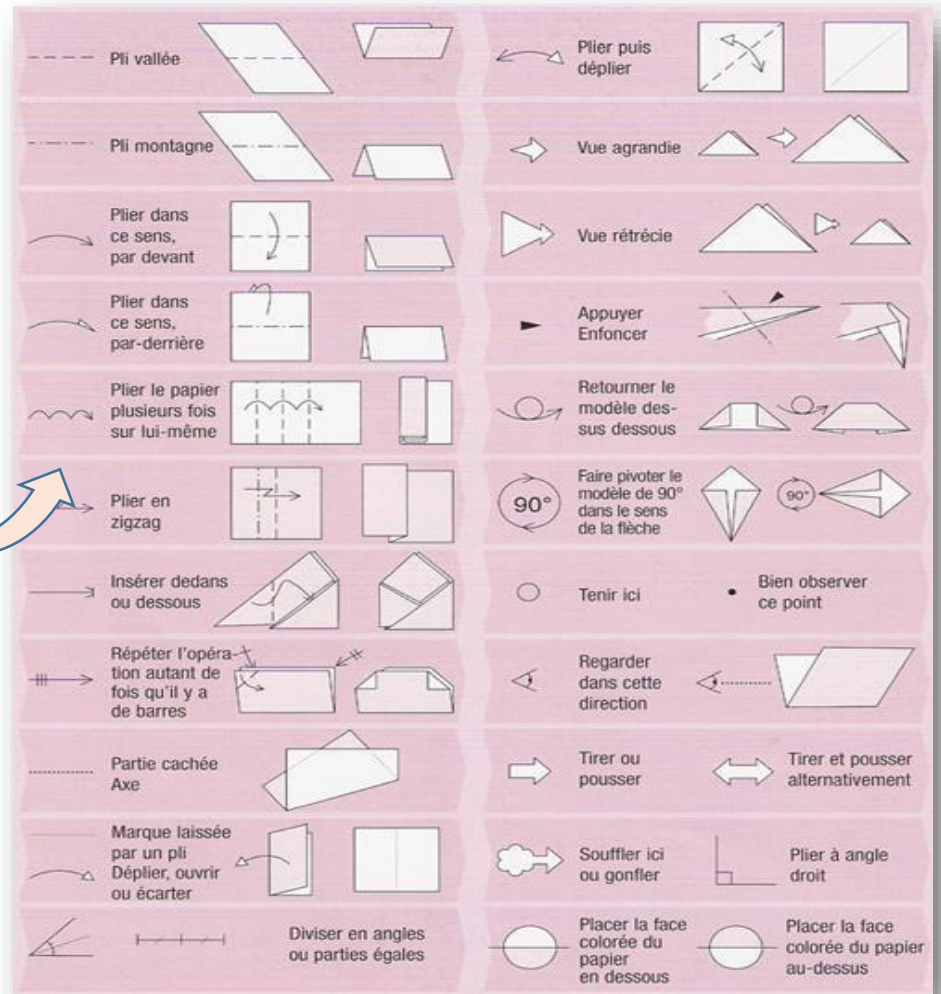 Pli vallée
Pli montagne
Plier dans
ce sens,
par devant
Plier dans
ce sens,
par-derrière
Plier le papier
plusieurs fois
sur lui-même
Plier en
zigzag
Insérer dedans
ou dessous
Répéter l'opéra-
tion autant de
fois qu'il y a
de barres
Partie cachée
Axe
Marque laissée
par un pli
Déplier, ouvrir
ou écarter
Diviser en angles
ou parties égales
Plier puis
déplier
Vue agrandie
Vue rétrécie
Appuyer
Enfoncer
Retourner le
modèle des-
sus dessous
90°
Faire pivoter le
modèle de 90°
dans le sens
de la flèche
90°
Tenir ici
Bien observer
ce point
Regarder
dans cette
direction
Tirer ou
pousser
Tirer et pousser
alternativement
Souffler ici
ou gonfler
Plier à angle
droit
Placer la face
colorée du
papier
en dessous
Placer la face
colorée du papier
au-dessus